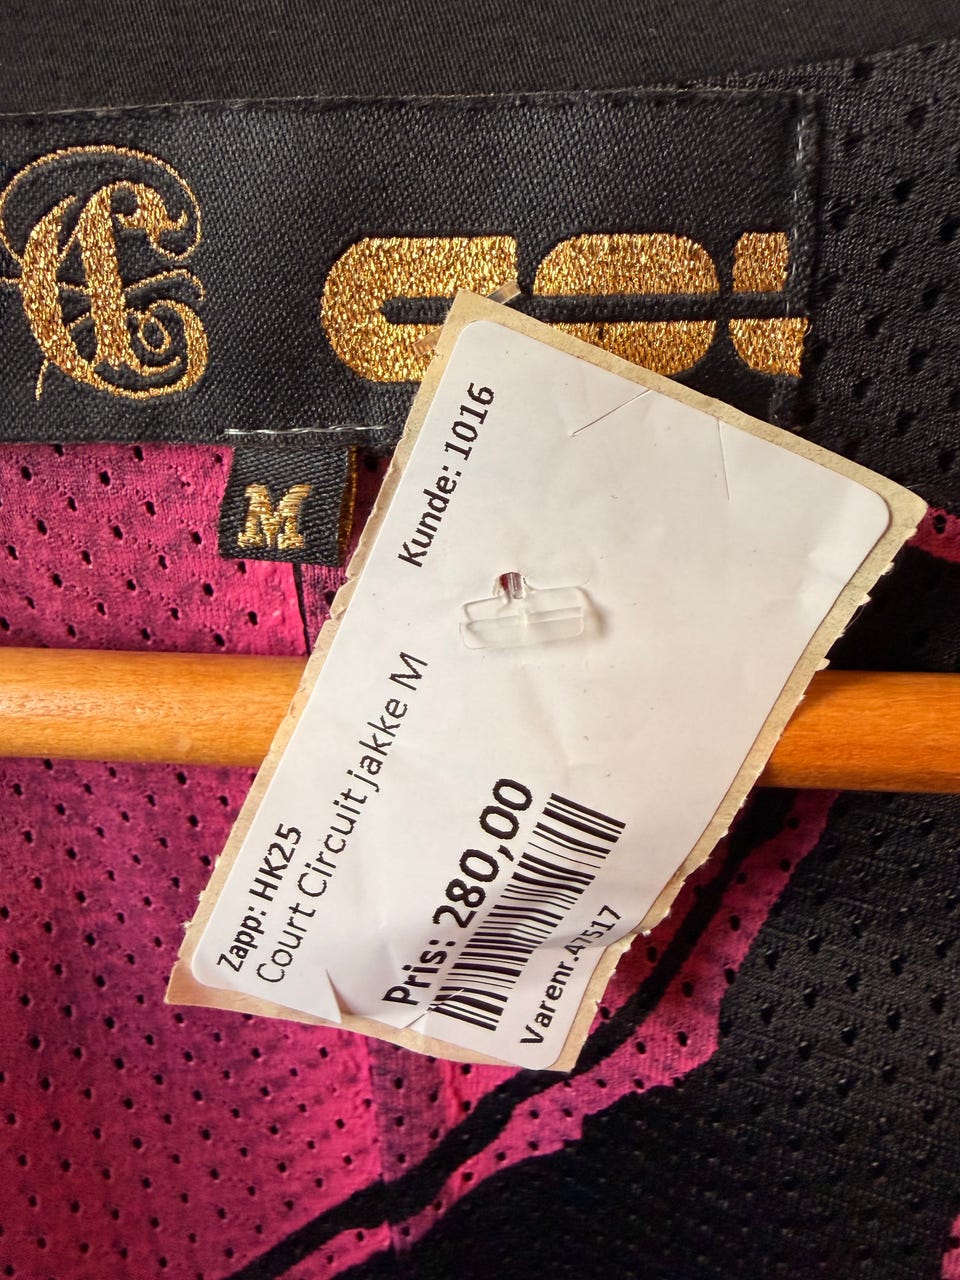 M
Kunde: 1016
Zapp: HK25
Court Circuit jakke M
Pris: 280,00
Varenr.47517